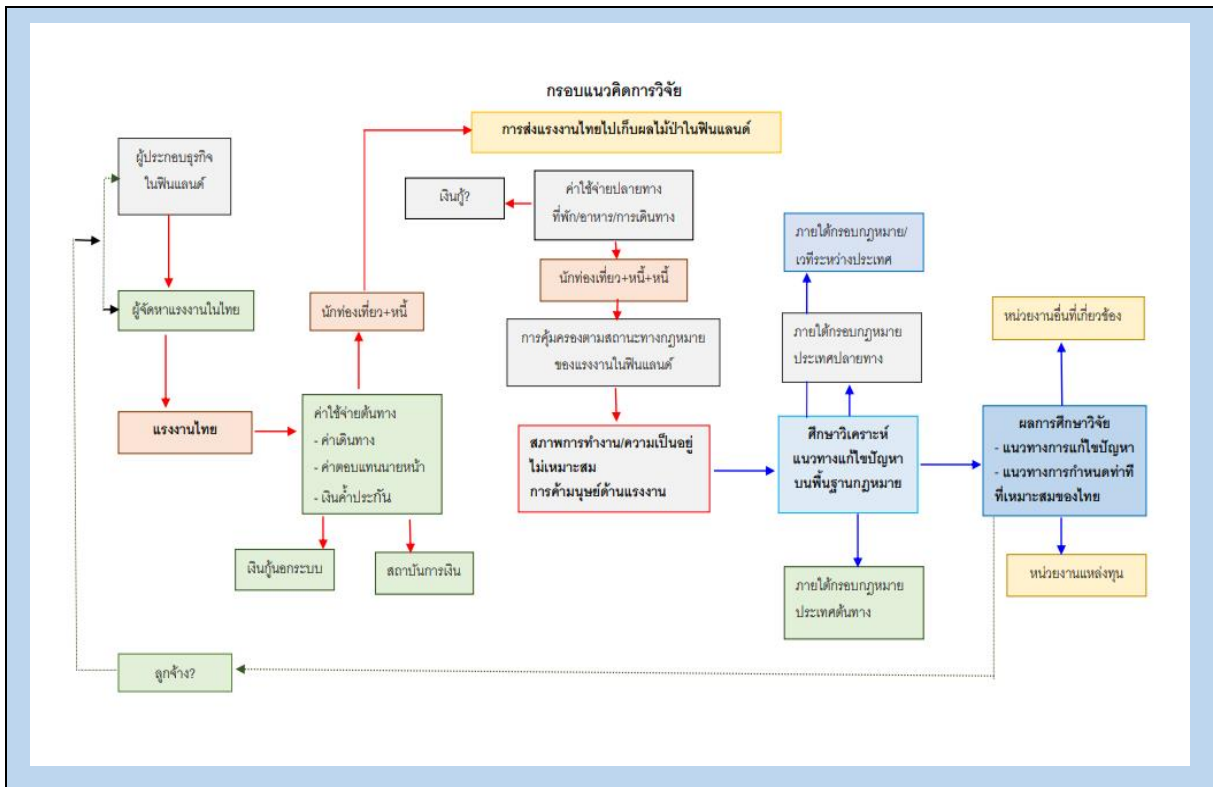 กรอบแนวคิดการวิจัย
การส่งแรงงานไทยไปเก็บผลไม้ป่าในฟินแลนด์
ผู้ประกอบธุรกิจ
ในฟินแลนด์
เงินกู้?
ค่าใช้จ่ายปลายทาง
ที่พัก/อาหาร/การเดินทาง
ภายใต้กรอบกฎหมาย/
เวทีระหว่างประเทศ
นักท่องเที่ยว+หนี้+หนี้
ผู้จัดหาแรงงานในไทย
นักท่องเที่ยว+หนี้
หน่วยงานอื่นที่เกี่ยวข้อง
การคุ้มครองตามสถานะทางกฎหมาย
ของแรงงานในฟินแลนด์
ภายใต้กรอบกฎหมาย
ประเทศปลายทาง
แรงงานไทย
ค่าใช้จ่ายต้นทาง
- ค่าเดินทาง
- ค่าตอบแทนนายหน้า
- เงินค้ำประกัน
สภาพการทำงาน/ความเป็นอยู่
ไม่เหมาะสม
การค้ามนุษย์ด้านแรงงาน
ศึกษาวิเคราะห์
แนวทางแก้ไขปัญหา
บนพื้นฐานกฎหมาย
ผลการศึกษาวิจัย
- แนวทางการแก้ไขปัญหา
- แนวทางการกำหนดท่าที
ที่เหมาะสมของไทย
เงินกู้นอกระบบ
สถาบันการเงิน
ภายใต้กรอบกฎหมาย
ประเทศต้นทาง
หน่วยงานแหล่งทุน
ลูกจ้าง?